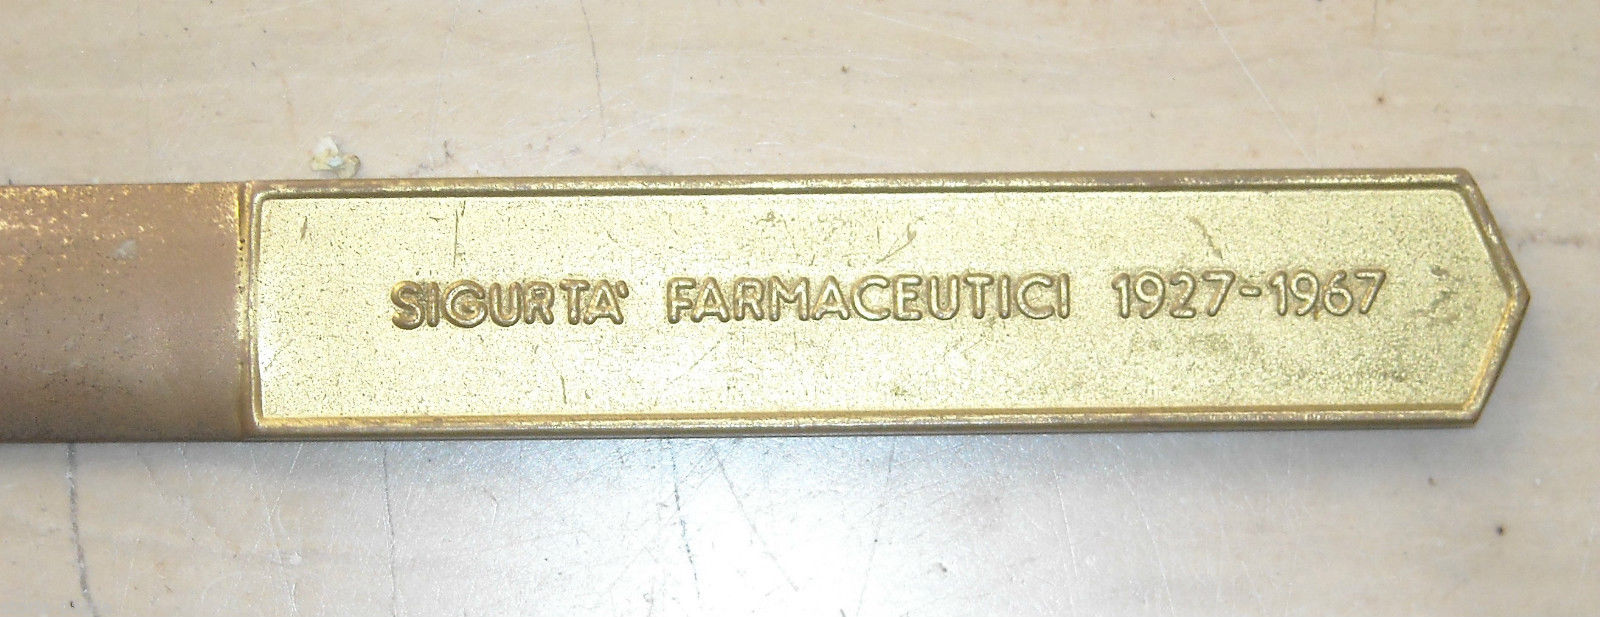 SIGURTA' FARMACEUTICI 1927-1967